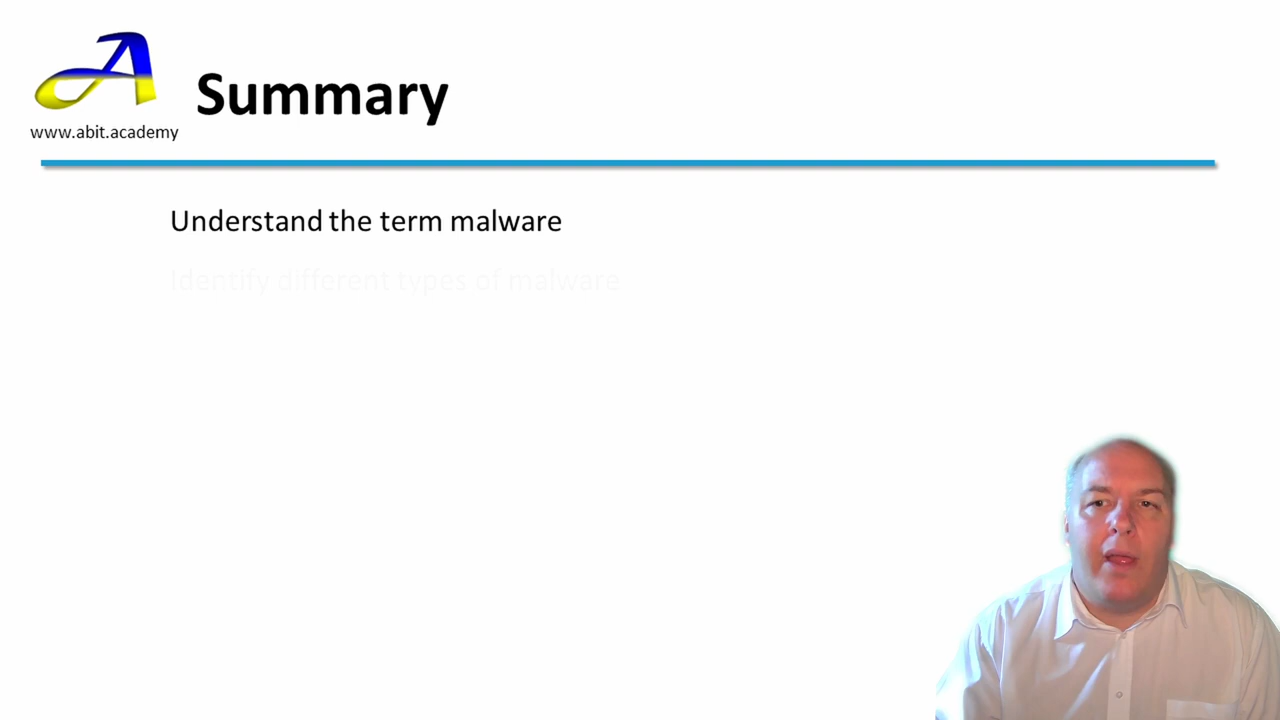 Summary
www.abit.academy
Understand the term malware
Identify different types of malware